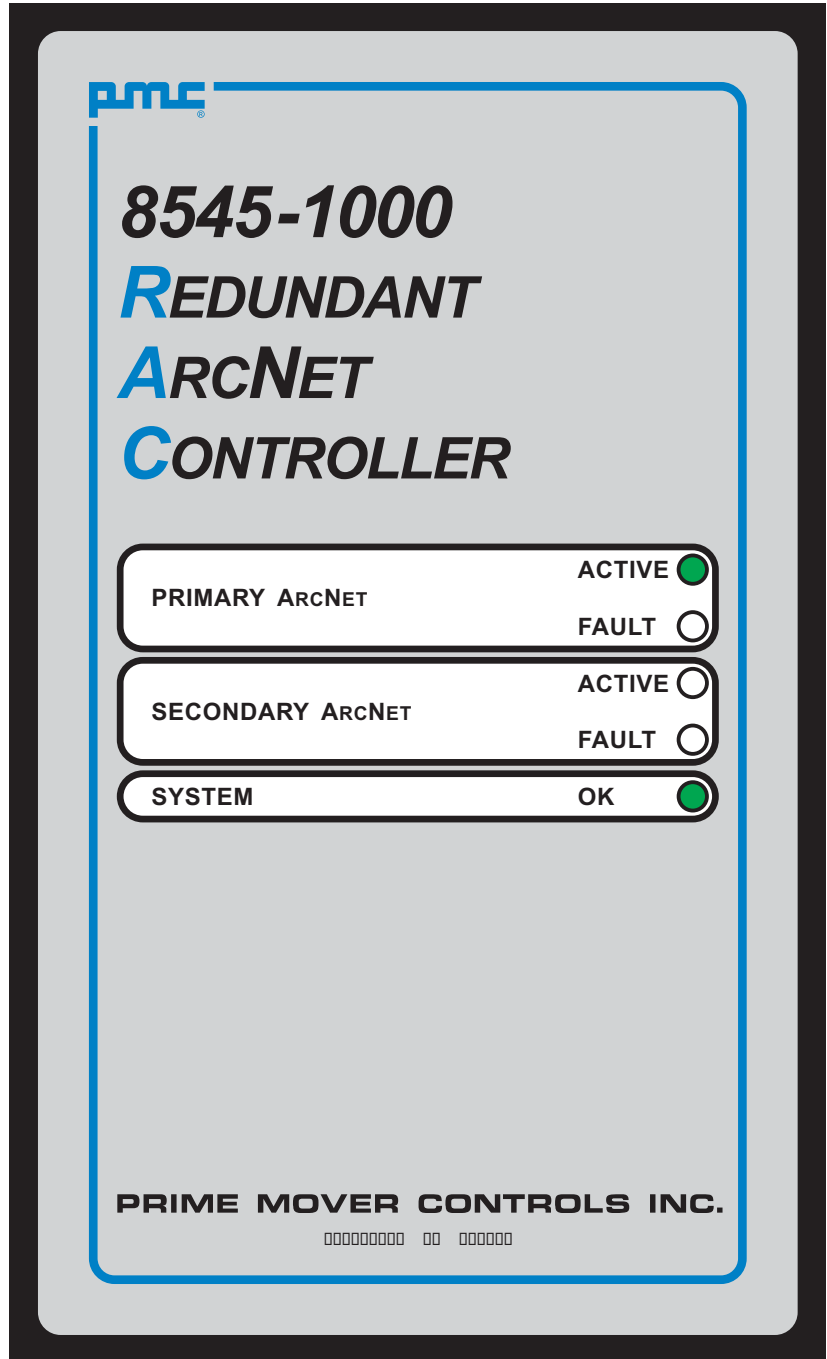 pmc®
8545-1000
REDUNDANT
ARCNET
CONTROLLER
PRIMARY ARCNET
ACTIVE
FAULT
SECONDARY ARCNET
ACTIVE
FAULT
SYSTEM OK
PRIME MOVER CONTROLS INC.